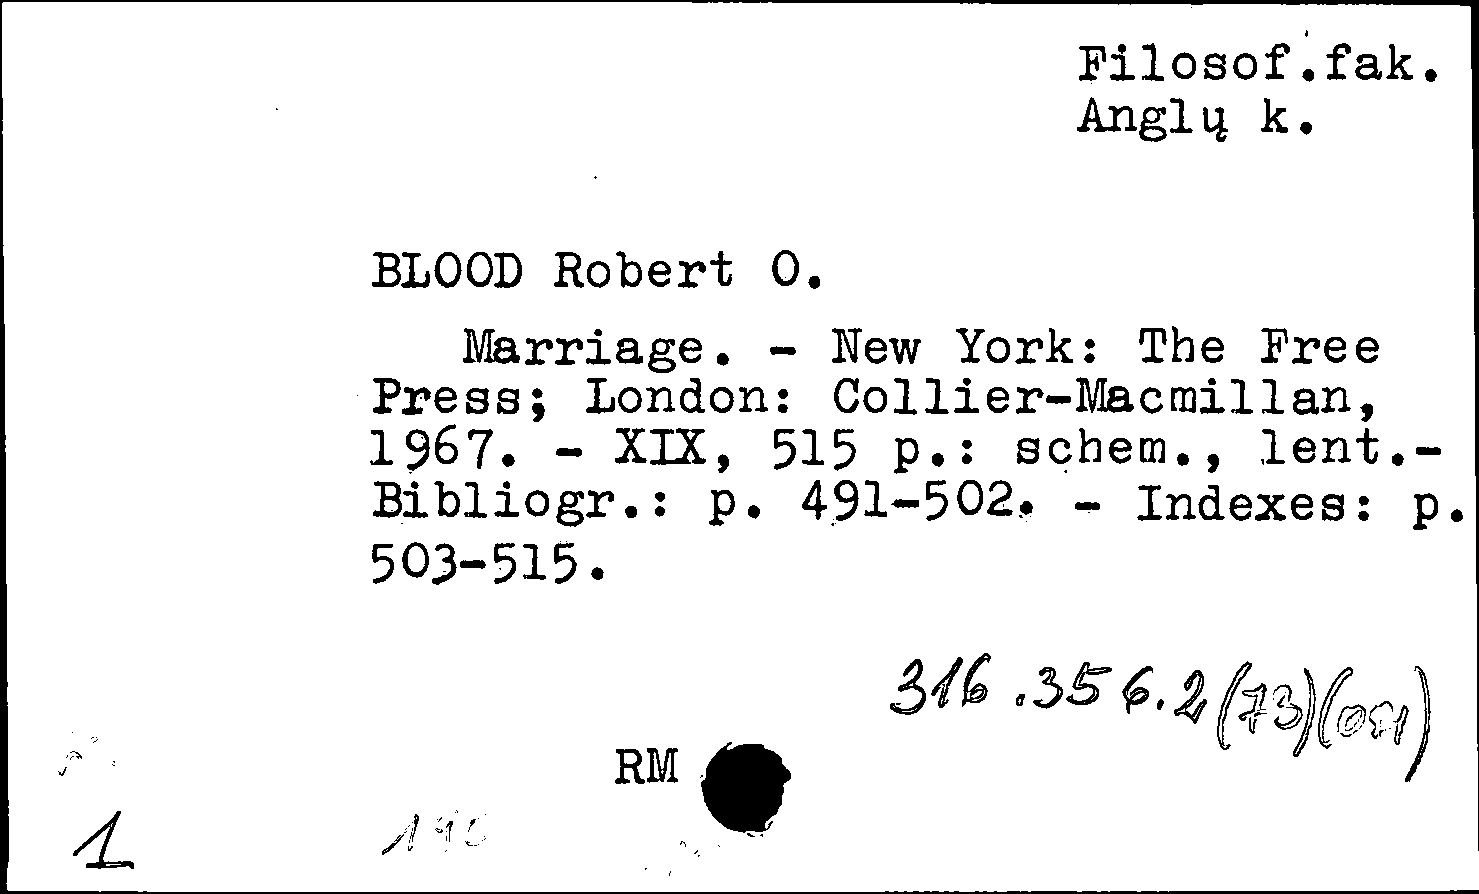 Filosof.fak.
Anglų k.
BLOOD Robert O.
Marriage. - New York: The Free
Press; London: Collier-Macmillan,
1967. - XIX, 515 p.: schem., lent.-
Bibliogr.: p. 491-502. - Indexes: p.
503-515.
316.356.2(73)
RM
1